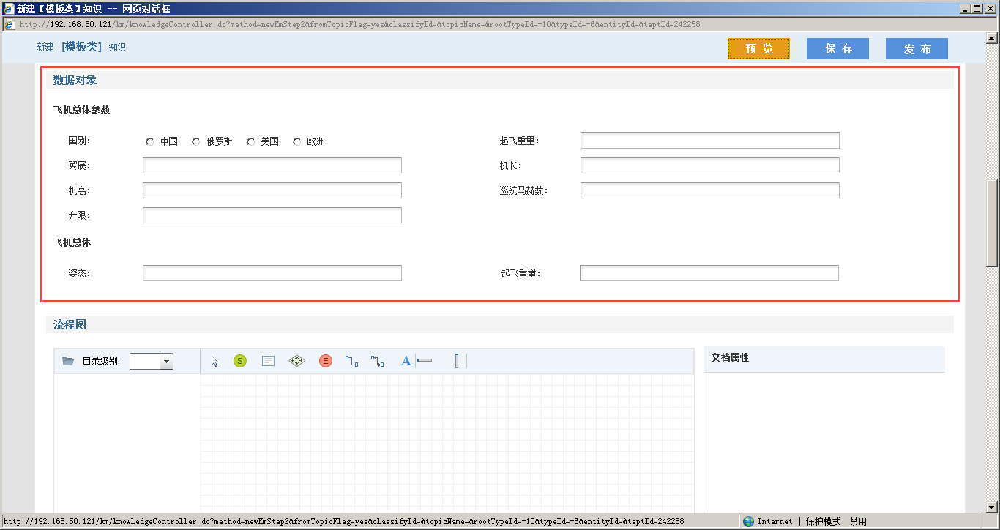 新建【模板类】知识 -- 网页对话框
http://192.168.50.121/km/knowledgeController.do?method=newKmStep2&fromTopicFlag=yes&classifyId=&topicName=&rootTypeId=-10&typeId=-6&entityId=&teptId=242258
新建 【模板类】 知识 预 览 保 存 发 布
数据对象
飞机总体参数
国别: 中国 俄罗斯 美国 欧洲 起飞重量:
翼展: 机长:
机高: 巡航马赫数:
升限:
飞机总体
姿态: 起飞重量:
流程图
目录级别: S E A 文档属性
http://192.168.50.121/km/knowledgeController.do?method=newKmStep2&fromTopicFlag=yes&classifyId=&topicName=&rootTypeId=-10&typeId=-6&entityId=&teptId=242258 Internet | 保护模式: 禁用